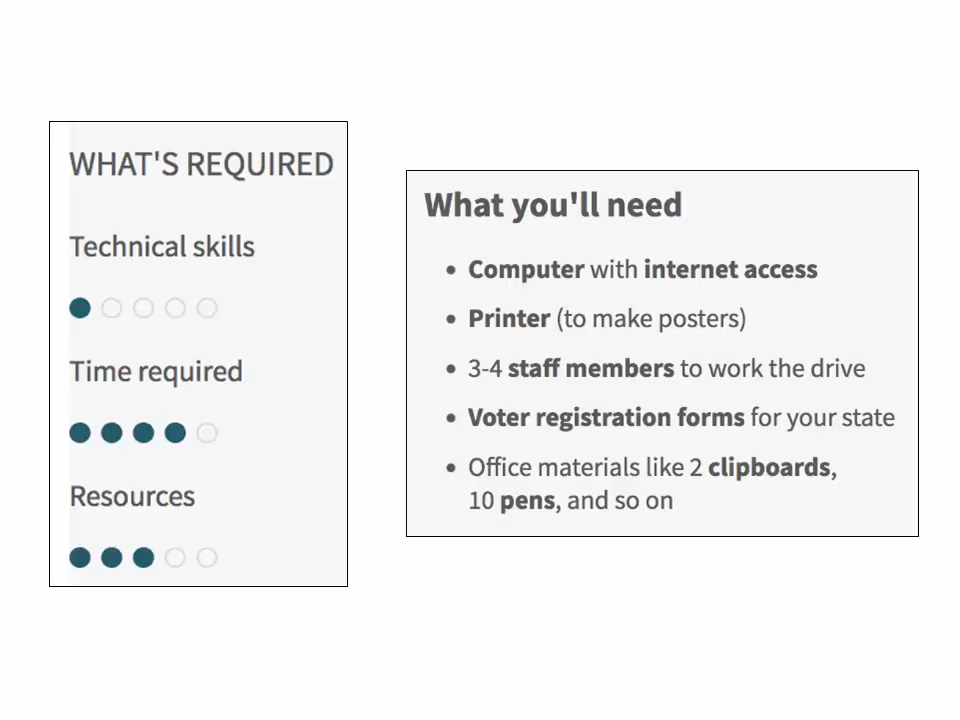 WHAT'S REQUIRED
Technical skills
Time required
Resources
What you'll need
Computer with internet access
Printer (to make posters)
3-4 staff members to work the drive
Voter registration forms for your state
Office materials like 2 clipboards,
10 pens, and so on